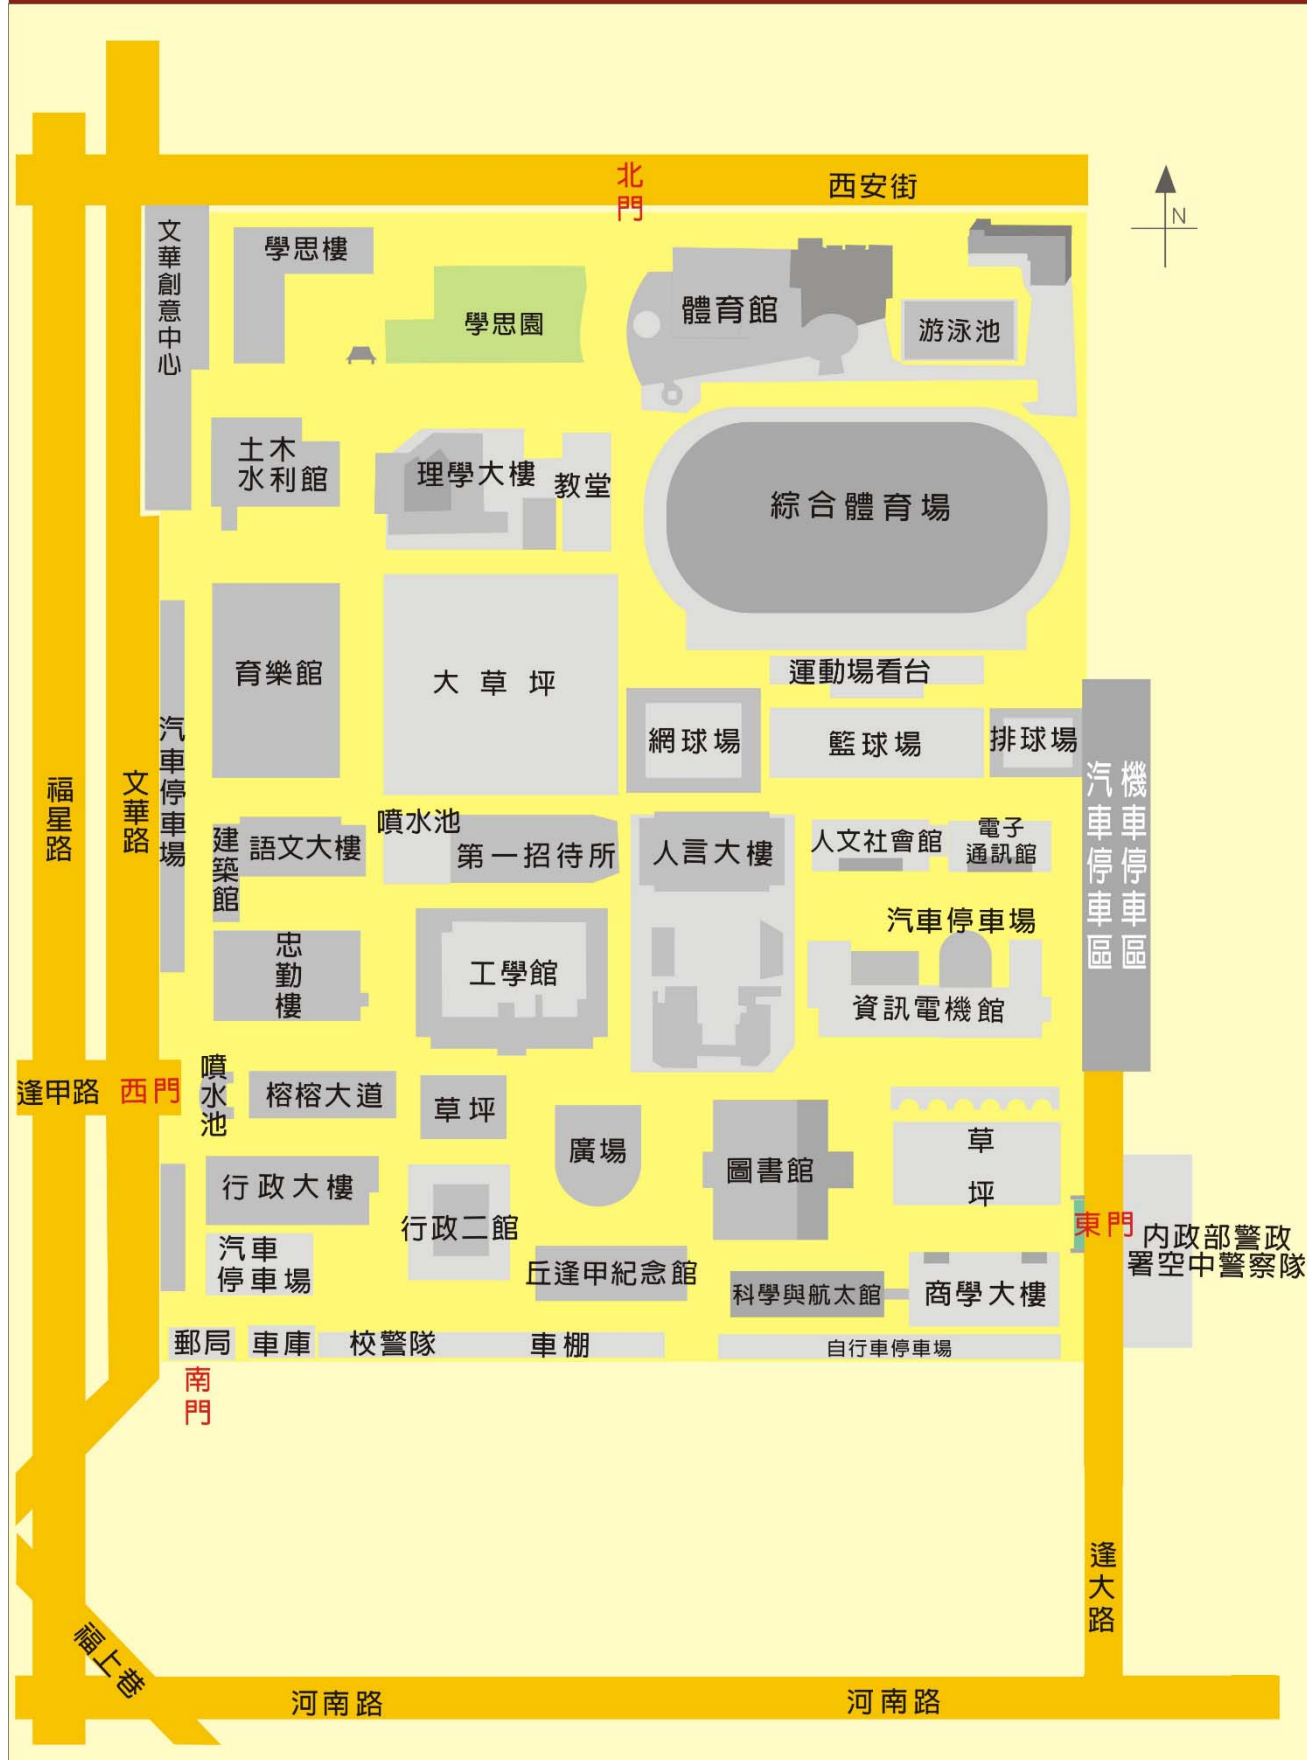 西安街
北門
N
文華創意中心
學思樓
學思園
體育館
游泳池
土木
水利館
理學大樓
教堂
綜合體育場
育樂館
大草坪
運動場看台
網球場
籃球場
排球場
福星路
文華路
汽車停車場
機車停車區
汽車停車區
建築館
語文大樓
噴水池
第一招待所
人言大樓
人文社會館
電子
通訊館
忠勤樓
工學館
汽車停車場
資訊電機館
逢甲路
西門
噴水池
榕榕大道
草坪
廣場
圖書館
草坪
行政大樓
行政二館
東門
內政部警政
署空中警察隊
汽車
停車場
丘逢甲紀念館
科學與航太館
商學大樓
郵局
車庫
校警隊
車棚
自行車停車場
南門
逢大路
福上巷
河南路
河南路